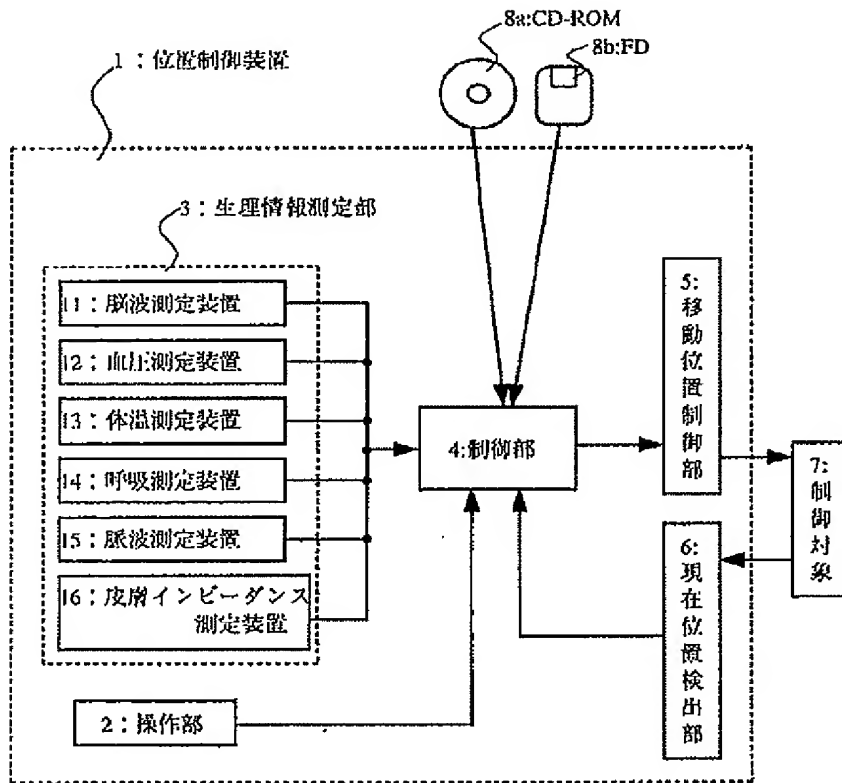 8a:CD-ROM
8b:FD
1：位置制御装置
3：生理情報測定部
11：脳波測定装置
12：血圧測定装置
13：体温測定装置
14：呼吸測定装置
15：脈波測定装置
16：皮膚インピーダンス
測定装置
2：操作部
4:制御部
5:移動位置制御部
6:現在位置検出部
7:制御対象